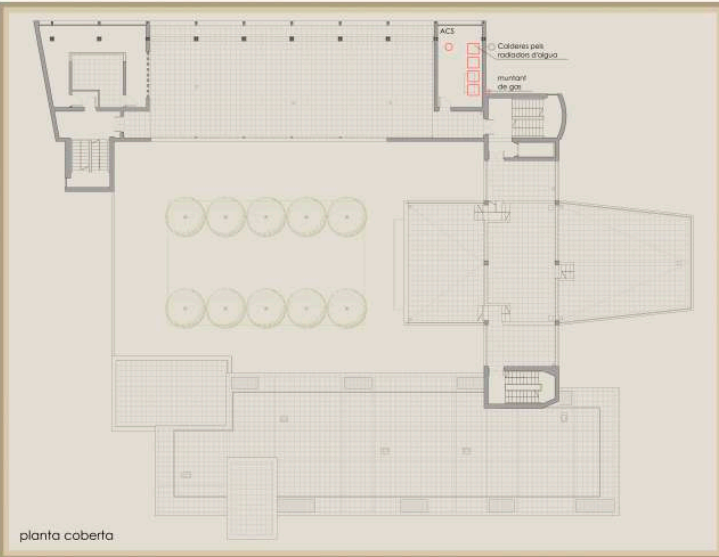 ACS
Calderes pels
radiadors d'aigua
muntant
de gas
planta coberta